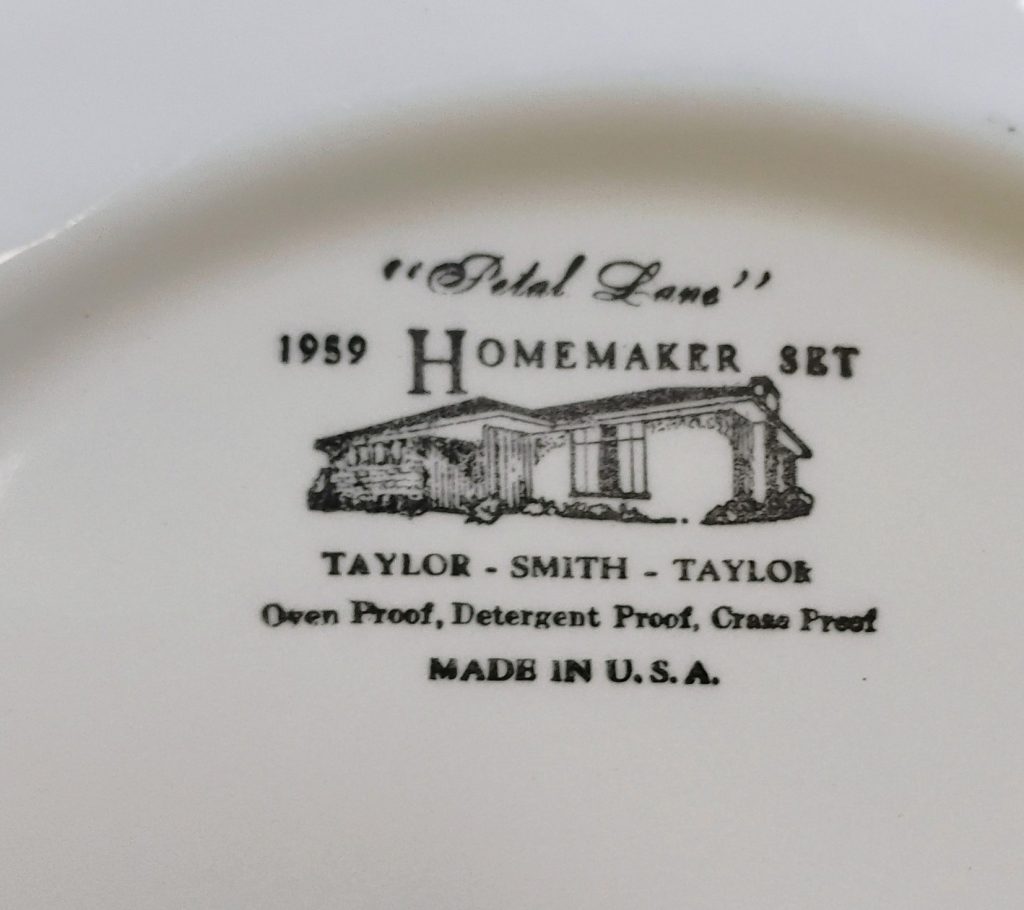 “Petal Lane”
1959 HOMEMAKER SET
TAYLOR - SMITH - TAYLOR
Oven Proof, Detergent Proof, Craze Proof
MADE IN U.S.A.